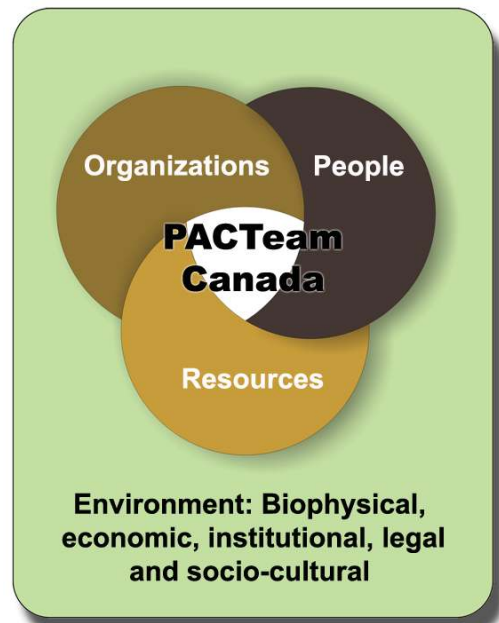 Organizations
People
PACTeam
Canada
Resources
Environment: Biophysical,
economic, institutional, legal
and socio-cultural